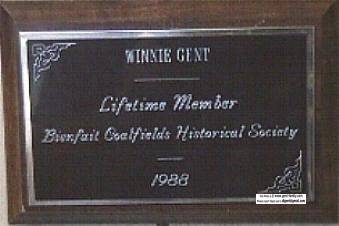 WINNIE GENT
Lifetime Member
Bienfait Coalfields Historical Society
1988